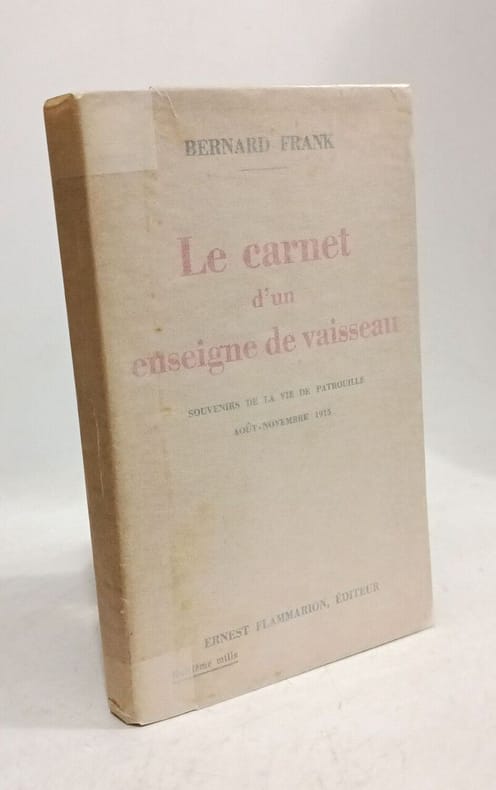 BERNARD FRANK
Le carnet
d'un
enseigne de vaisseau
SOUVENIRS DE LA VIE DE PATROUILLE
AOÛT-NOVEMBRE 1915
ERNEST FLAMMARION, ÉDITEUR
mille